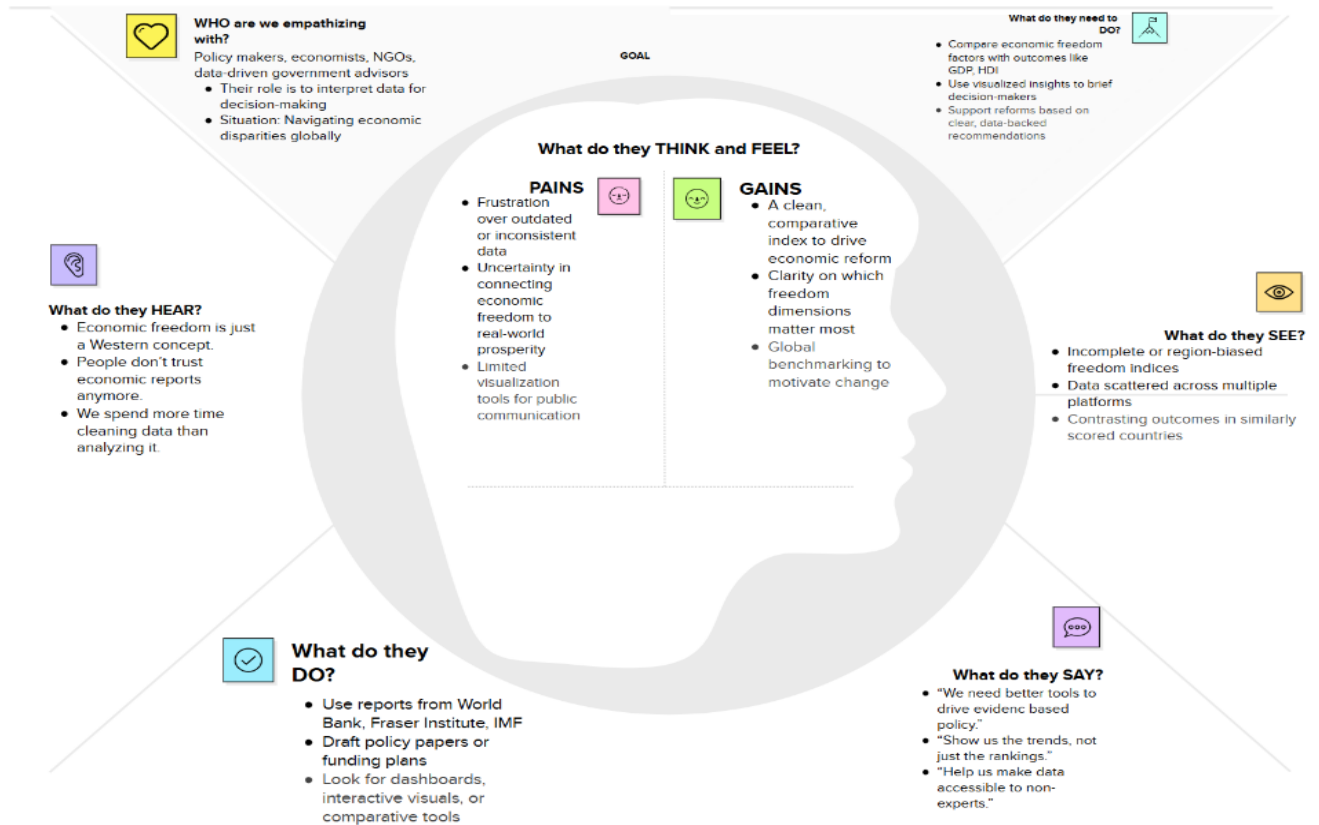 WHO are we empathizing
with?
Policy makers, economists, NGOs,
data-driven government advisors
• Their role is to interpret data for
decision-making
• Situation: Navigating economic
disparities globally
GOAL
What do they need to
DO?
• Compare economic freedom
factors with outcomes like
GDP, HDI
• Use visualized insights to brief
decision-makers
• Support reforms based on
clear, data-backed
recommendations
What do they THINK and FEEL?
PAINS
• Frustration
over outdated
or inconsistent
data
• Uncertainty in
connecting
economic
freedom to
real-world
prosperity
• Limited
visualization
tools for public
communication
GAINS
• A clean,
comparative
index to drive
economic reform
• Clarity on which
freedom
dimensions
matter most
• Global
benchmarking to
motivate change
What do they HEAR?
• Economic freedom is just
a Western concept.
• People don't trust
economic reports
anymore.
• We spend more time
cleaning data than
analyzing it.
What do they SEE?
• Incomplete or region-biased
freedom indices
• Data scattered across multiple
platforms
• Contrasting outcomes in similarly
scored countries
What do they
DO?
• Use reports from World
Bank, Fraser Institute, IMF
• Draft policy papers or
funding plans
• Look for dashboards,
interactive visuals, or
comparative tools
What do they SAY?
• “We need better tools to
drive evidenc based
policy.”
• “Show us the trends, not
just the rankings.”
• “Help us make data
accessible to non-
experts.”